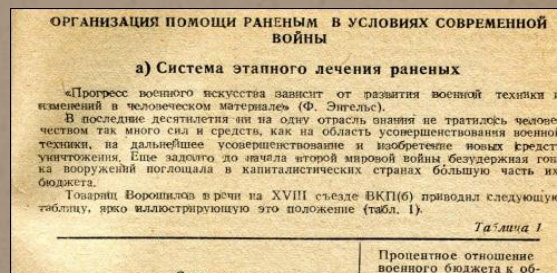 ОРГАНИЗАЦИЯ ПОМОЩИ РАНЕНЫМ В УСЛОВИЯХ СОВРЕМЕННОЙ
ВОЙНЫ
а) Система этапного лечения раненых
«Прогресс военного искусства зависит от развития военной техники и
изменений в человеческом материале» (Ф. Энгельс).
В последние десятилетия ни на одну отрасль знания не тратилось челове-
чеством так много сил и средств, как на область усовершенствования военной
техники, на дальнейшее усовершенствование и изобретение новых средств
уничтожения. Еще задолго до начала второй мировой войны безудержная гон-
ка вооружений поглощала в капиталистических странах бо́льшую часть их
бюджета.
Товарищ Ворошилов в речи на XVIII съезде ВКП(б) приводил следующую
таблицу, ярко иллюстрирующую это положение (табл. 1).
Таблица 1
Процентное отношение
военного бюджета к об-